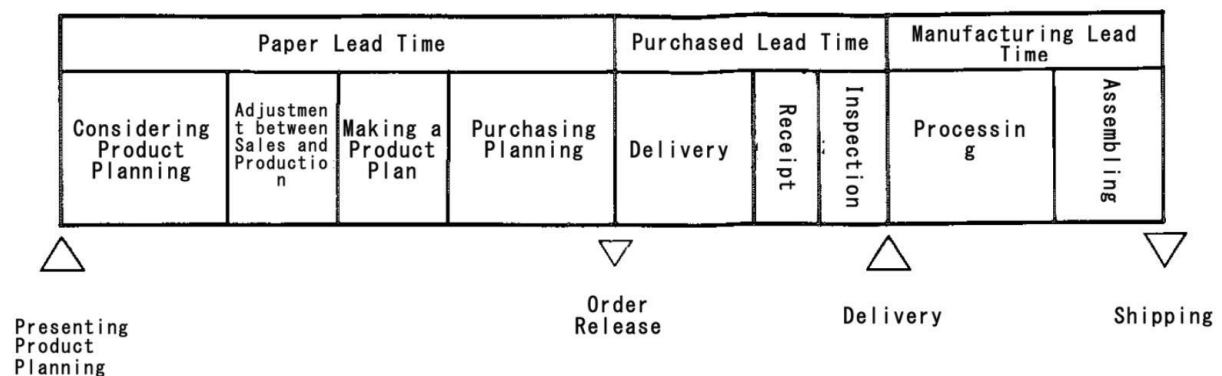 Paper Lead Time
Purchased Lead Time
Manufacturing Lead
Time
Considering
Product
Planning
Adjustmen
t between
Sales and
Productio
n
Making a
Product
Plan
Purchasing
Planning
Delivery
Receipt
Inspection
Processin
g
Assembling
Presenting
Product
Planning
Order
Release
Delivery
Shipping